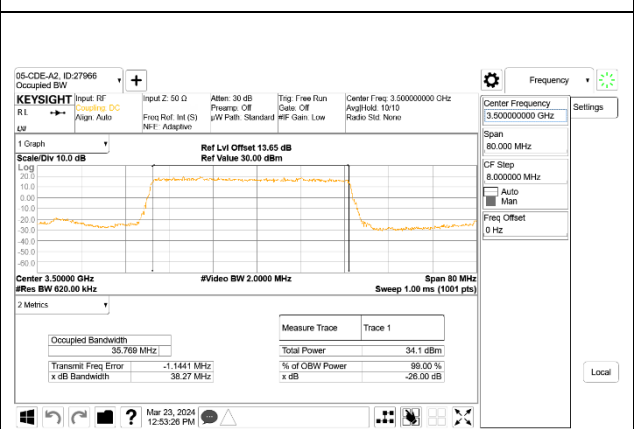 05-CDE-A2, ID:27966
Occupied BW
Frequency
KEYSIGHT
R L
Input: RF
Coupling: DC
Align: Auto
Input Z: 50 Ω
Freq Ref: Int (S)
NFE: Adaptive
Atten: 30 dB
Preamp: Off
µW Path: Standard
Trig: Free Run
Gate: Off
#IF Gain: Low
Center Freq: 3.500000000 GHz
Avg|Hold: 10/10
Radio Std: None
Center Frequency
3.500000000 GHz
Settings
Span
80.000 MHz
CF Step
8.000000 MHz
Auto
Man
Freq Offset
0 Hz
1 Graph
Scale/Div 10.0 dB
Ref Lvl Offset 13.65 dB
Ref Value 30.00 dBm
Log
20.0
10.0
0.00
-10.0
-20.0
-30.0
-40.0
-50.0
-60.0
Center 3.50000 GHz
#Res BW 620.00 kHz
#Video BW 2.0000 MHz
Span 80 MHz
Sweep 1.00 ms (1001 pts)
2 Metrics
Measure Trace Trace 1
Occupied Bandwidth
35.769 MHz
Total Power 34.1 dBm
Transmit Freq Error -1.1441 MHz
% of OBW Power 99.00 %
x dB Bandwidth 38.27 MHz
x dB -26.00 dB
Local
?
Mar 23, 2024
12:53:26 PM